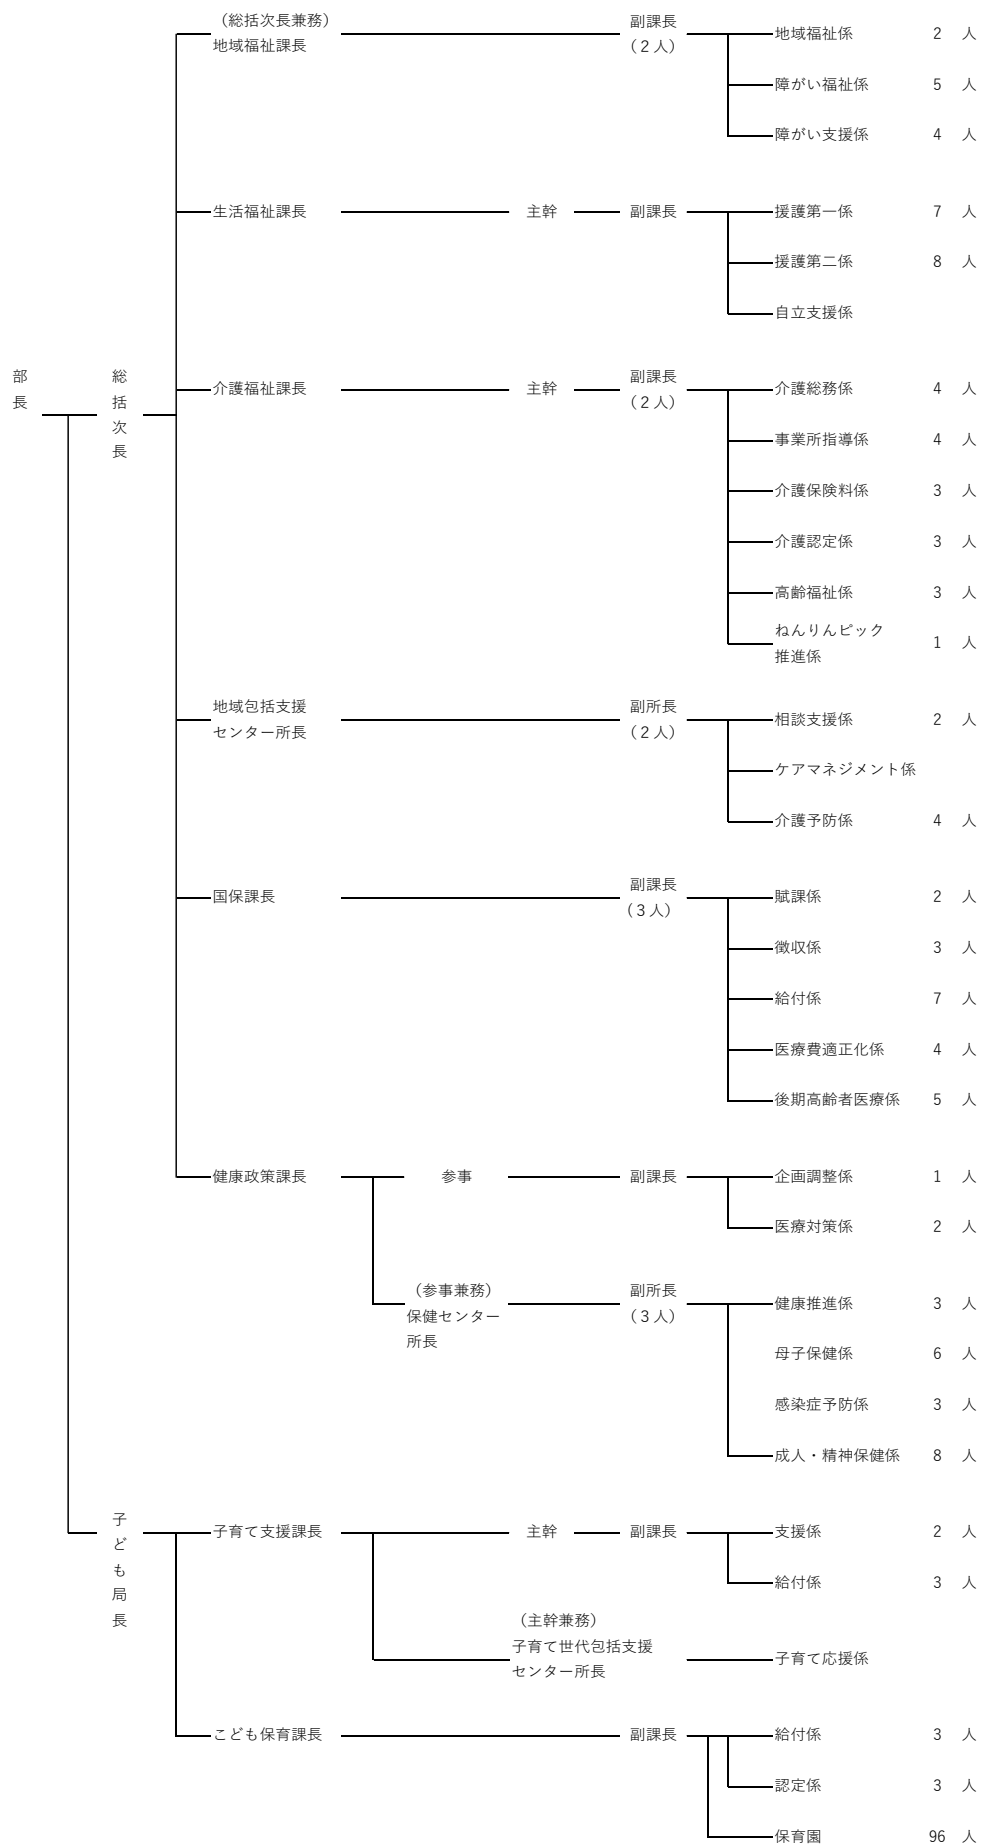 （総括次長兼務）
地域福祉課長
副課長
（２人）
地域福祉係 2 人
障がい福祉係 5 人
障がい支援係 4 人
生活福祉課長 主幹 副課長 援護第一係 7 人
援護第二係 8 人
自立支援係
部長
総括次長
介護福祉課長 主幹
副課長
（２人）
介護総務係 4 人
事業所指導係 4 人
介護保険料係 3 人
介護認定係 3 人
高齢福祉係 3 人
ねんりんピック
推進係
1 人
地域包括支援
センター所長
副所長
（２人）
相談支援係 2 人
ケアマネジメント係
介護予防係 4 人
国保課長
副課長
（３人）
賦課係 2 人
徴収係 3 人
給付係 7 人
医療費適正化係 4 人
後期高齢者医療係 5 人
健康政策課長 参事 副課長 企画調整係 1 人
医療対策係 2 人
（参事兼務）
保健センター
所長
副所長
（３人）
健康推進係 3 人
母子保健係 6 人
感染症予防係 3 人
成人・精神保健係 8 人
子ども局長
子育て支援課長 主幹 副課長 支援係 2 人
給付係 3 人
（主幹兼務）
子育て世代包括支援
センター所長
子育て応援係
こども保育課長 副課長 給付係 3 人
認定係 3 人
保育園 96 人